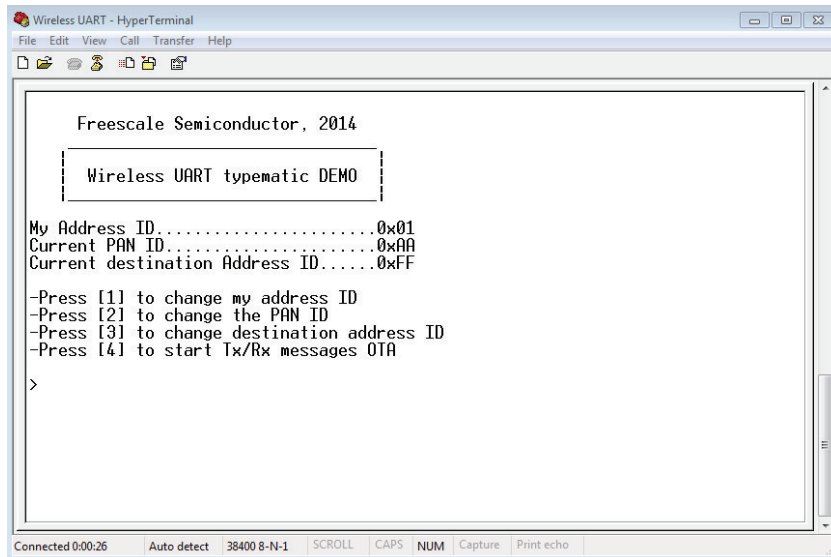 Wireless UART - HyperTerminal
File Edit View Call Transfer Help
Freescale Semiconductor, 2014
Wireless UART typematic DEMO
My Address ID.......................0x01
Current PAN ID......................0xAA
Current destination Address ID......0xFF
-Press [1] to change my address ID
-Press [2] to change the PAN ID
-Press [3] to change destination address ID
-Press [4] to start Tx/Rx messages OTA
>
Connected 0:00:26 Auto detect 38400 8-N-1 SCROLL CAPS NUM Capture Print echo